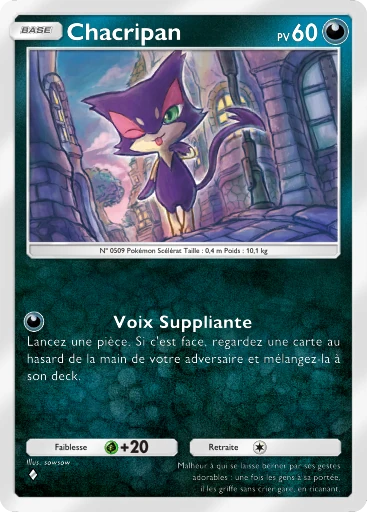 BASE Chacripan PV 60
N° 0509 Pokémon Scélérat Taille : 0,4 m Poids : 10,1 kg
Voix Suppliante
Lancez une pièce. Si c'est face, regardez une carte au
hasard de la main de votre adversaire et mélangez-la à
son deck.
Faiblesse +20 Retraite
Illus. sowsow
Malheur à qui se laisse berner par ses gestes
adorables : une fois les gens à sa portée,
il les griffe sans crier gare, en ricanant.